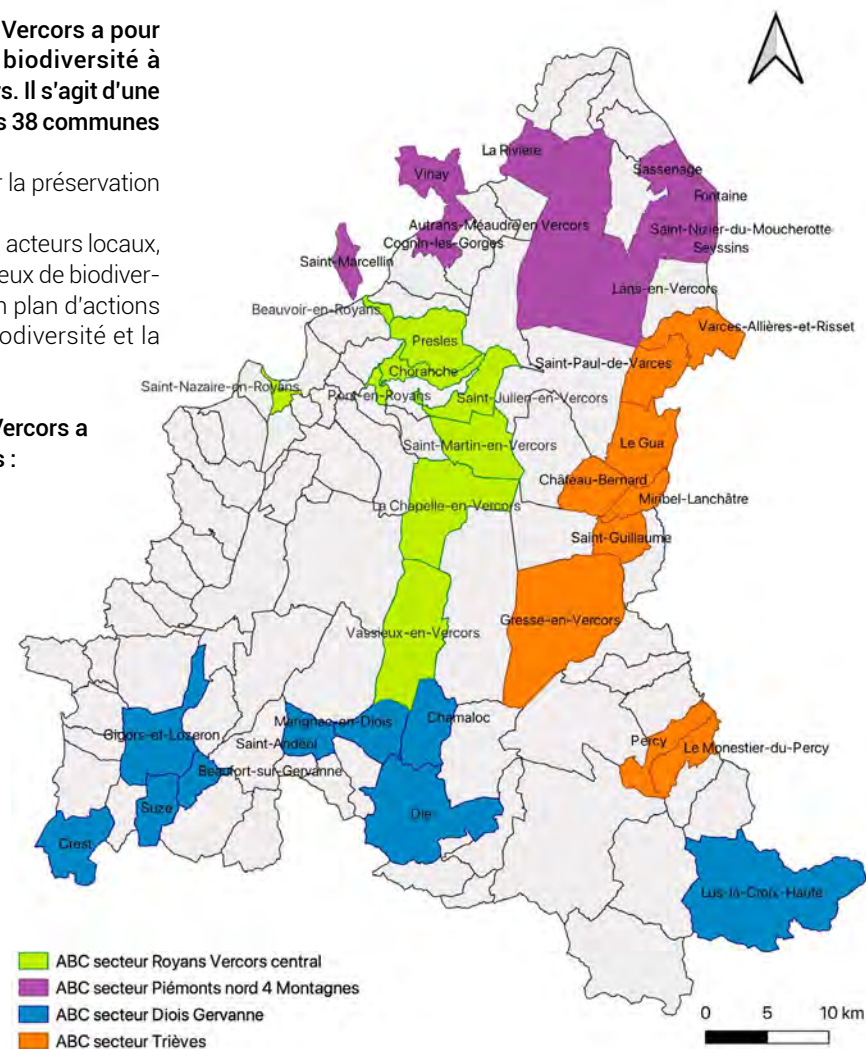 Vercors a pour
biodiversité à
rs. Il s'agit d'une
s 38 communes
r la préservation
acteurs locaux,
eux de biodiver-
n plan d'actions
odiversité et la
Vercors a
s :
La Rivière
Sassenage
Vinay
Fontaine
Autrans-Méaudre en Vercors
Saint-Nizier-du-Moucherotte
Cognin-les-Gorges
Seyssins
Saint-Marcellin
Lans-en-Vercors
Beauvoir-en-Royans
Varces-Allières-et-Risset
Presles
Saint-Paul-de-Varces
Choranche
Saint-Nazaire-en-Royans
Pont-en-Royans
Saint-Julien-en-Vercors
Saint-Martin-en-Vercors
Le Gua
Château-Bernard
Miribel-Lanchâtre
La Chapelle-en-Vercors
Saint-Guillaume
Gresse-en-Vercors
Vassieux-en-Vercors
Marignac-en-Diois
Chamaloc
Gigors-et-Lozeron
Saint-Andéol
Percy
Le Monestier-du-Percy
Beaufort-sur-Gervanne
Suze
Die
Crest
Lus-la-Croix-Haute
ABC secteur Royans Vercors central
ABC secteur Piémonts nord 4 Montagnes
ABC secteur Diois Gervanne
ABC secteur Trièves
0 5 10 km